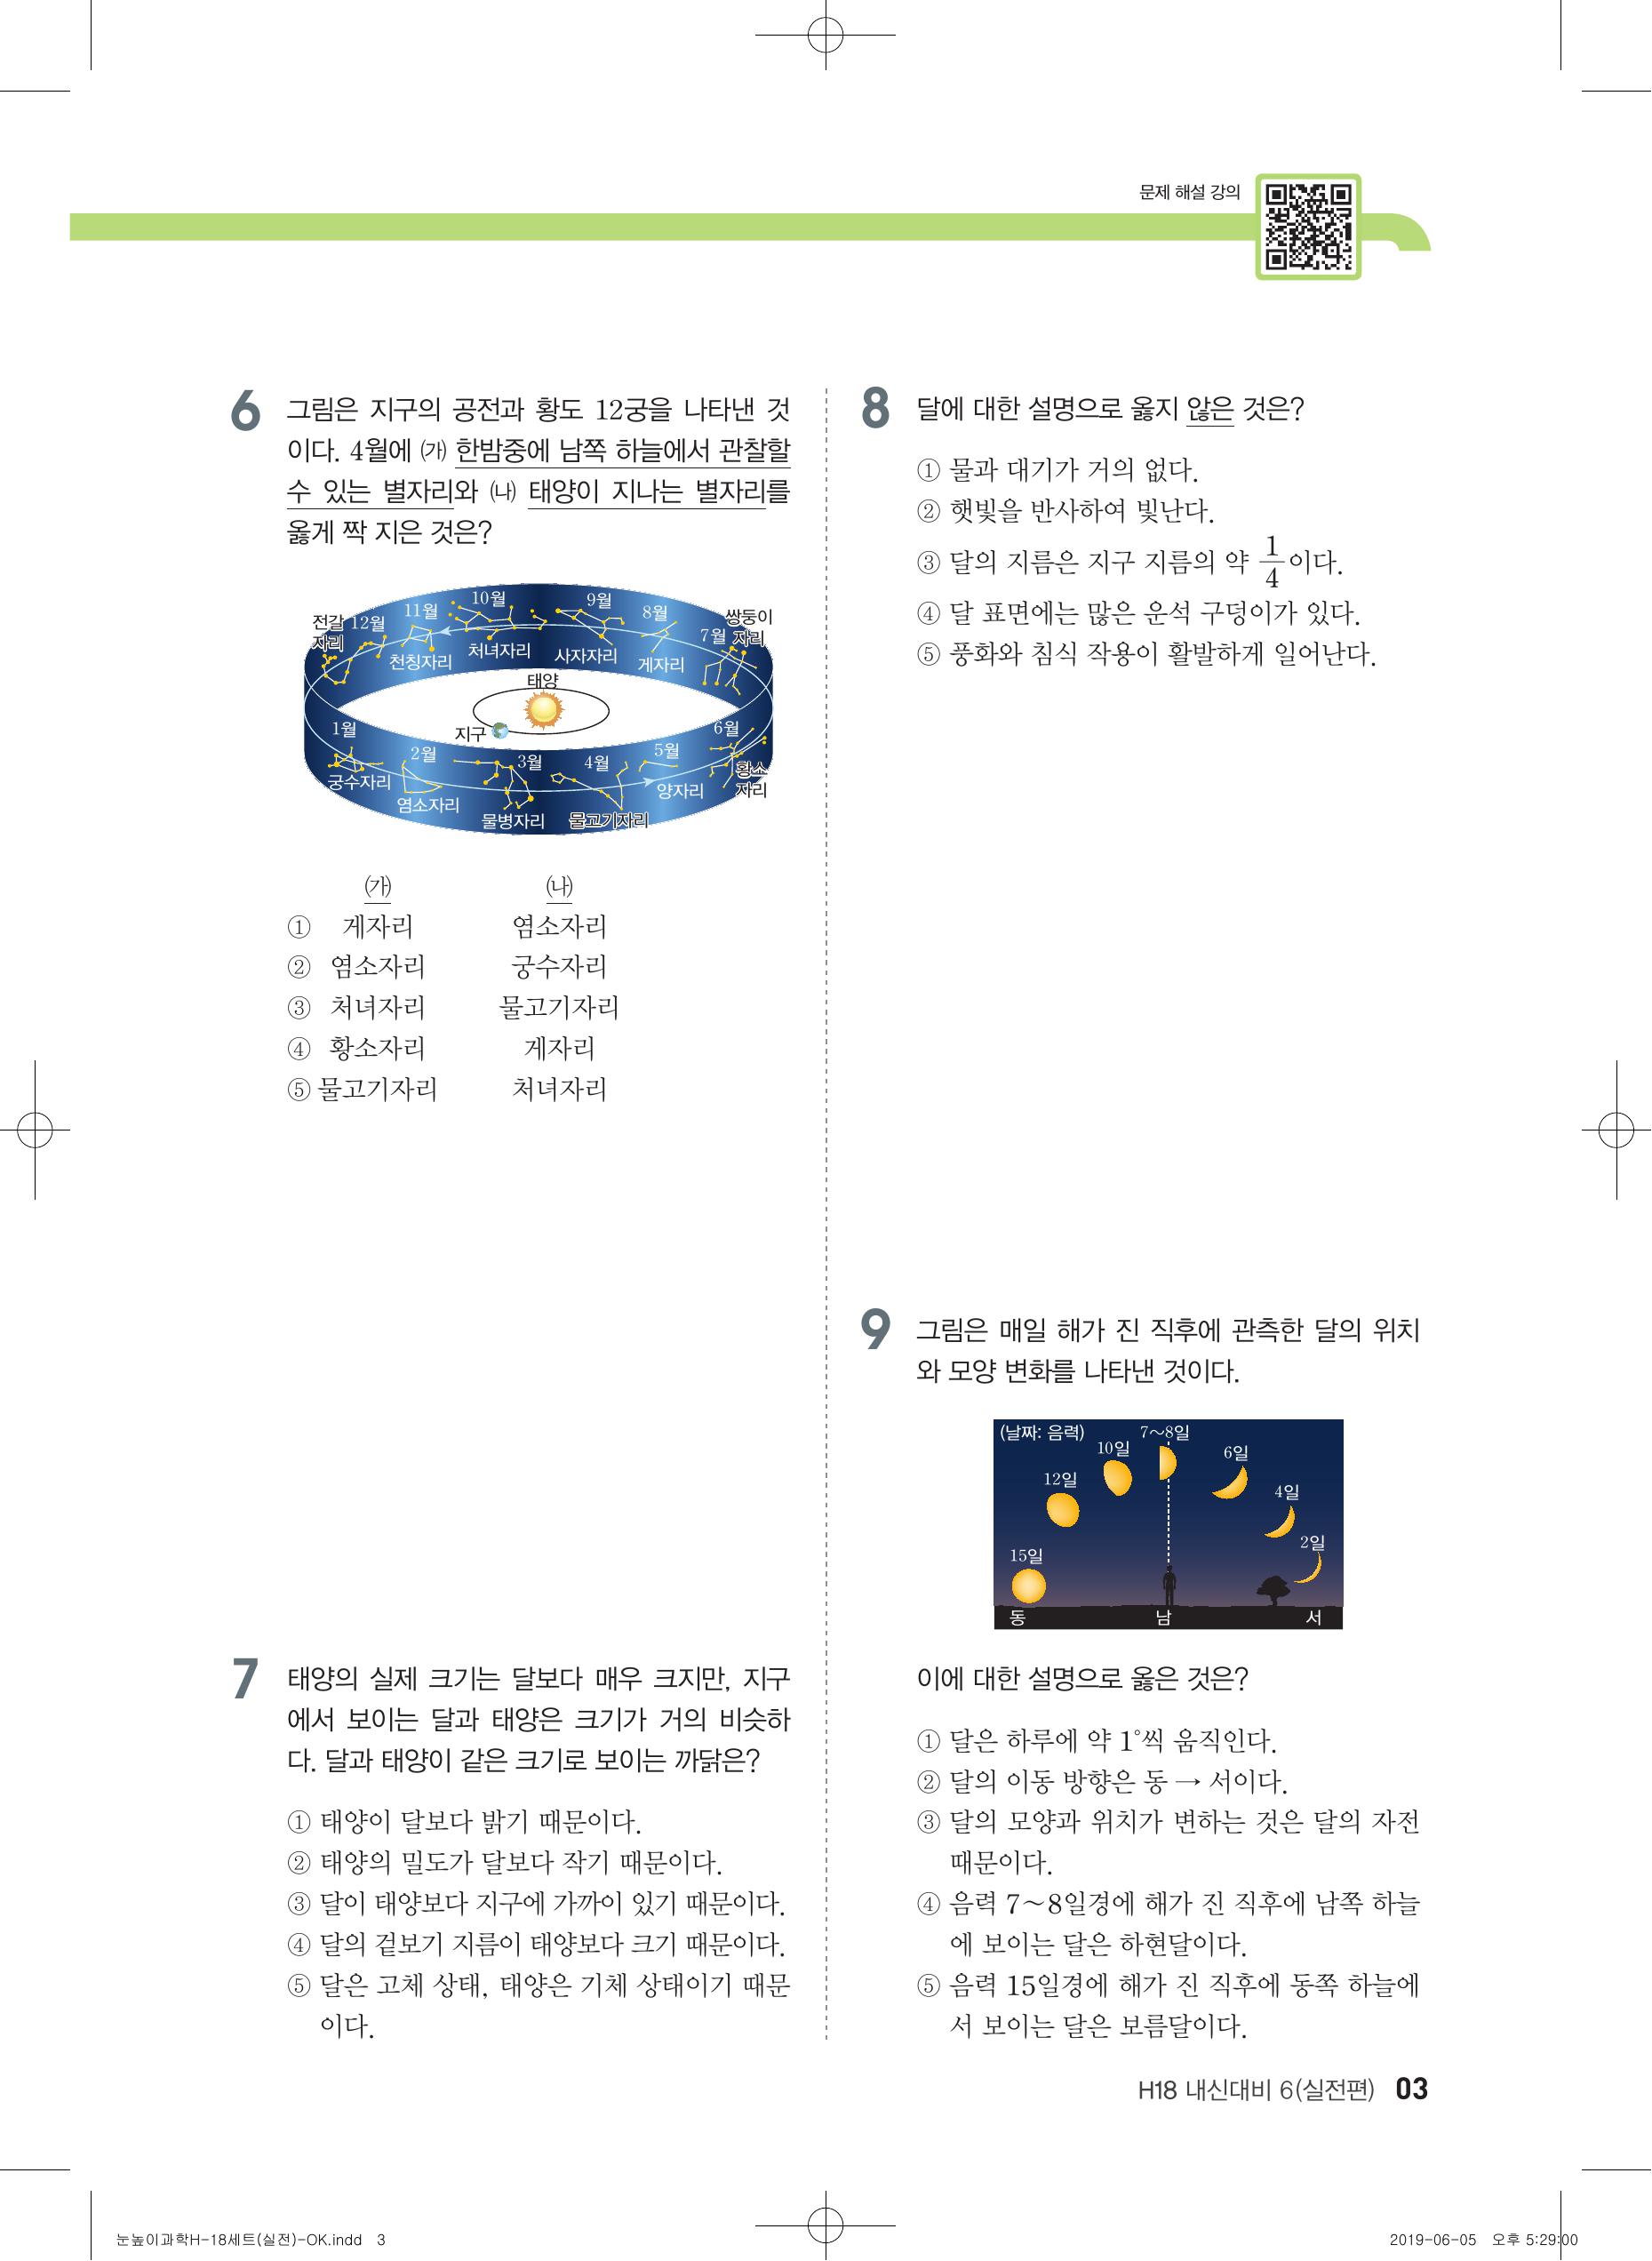 문제 해설 강의
6
그림은 지구의 공전과 황도 12궁을 나타낸 것
이다. 4월에 ㈎ 한밤중에 남쪽 하늘에서 관찰할
수 있는 별자리와 ㈏ 태양이 지나는 별자리를
옳게 짝 지은 것은?
10월
9월
11월
8월
전갈
자리
12월
쌍둥이
자리
7월
천칭자리
처녀자리
사자자리
게자리
태양
지구
1월
2월
3월
4월
5월
6월
궁수자리
염소자리
물병자리
물고기자리
양자리
황소
자리
㈎ ㈏
① 게자리 염소자리
② 염소자리 궁수자리
③ 처녀자리 물고기자리
④ 황소자리 게자리
⑤ 물고기자리 처녀자리
7
태양의 실제 크기는 달보다 매우 크지만, 지구
에서 보이는 달과 태양은 크기가 거의 비슷하
다. 달과 태양이 같은 크기로 보이는 까닭은?
① 태양이 달보다 밝기 때문이다.
② 태양의 밀도가 달보다 작기 때문이다.
③ 달이 태양보다 지구에 가까이 있기 때문이다.
④ 달의 겉보기 지름이 태양보다 크기 때문이다.
⑤ 달은 고체 상태, 태양은 기체 상태이기 때문
이다.
8
달에 대한 설명으로 옳지 않은 것은?
① 물과 대기가 거의 없다.
② 햇빛을 반사하여 빛난다.
③ 달의 지름은 지구 지름의 약 1/4이다.
④ 달 표면에는 많은 운석 구덩이가 있다.
⑤ 풍화와 침식 작용이 활발하게 일어난다.
9
그림은 매일 해가 진 직후에 관측한 달의 위치
와 모양 변화를 나타낸 것이다.
(날짜: 음력)
7~8일
10일
6일
12일
4일
2일
15일
동 남 서
이에 대한 설명으로 옳은 것은?
① 달은 하루에 약 1°씩 움직인다.
② 달의 이동 방향은 동 → 서이다.
③ 달의 모양과 위치가 변하는 것은 달의 자전
때문이다.
④ 음력 7~8일경에 해가 진 직후에 남쪽 하늘
에 보이는 달은 하현달이다.
⑤ 음력 15일경에 해가 진 직후에 동쪽 하늘에
서 보이는 달은 보름달이다.
H18 내신대비 6(실전편) 03
눈높이과학H-18세트(실전)-OK.indd 3
2019-06-05 오후 5:29:00